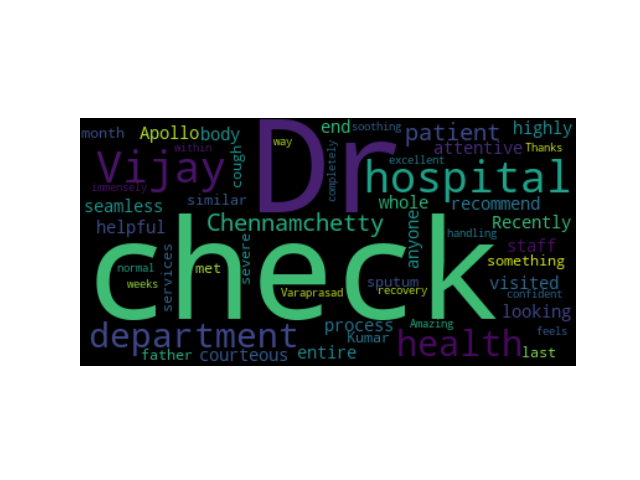 month Apollo body cough way end soothing patient highly
within completely attentive Thanks
Vijay Dr excellent hospital
immensely similar whole recommend
seamless Chennamchetty anyone Recently
helpful handling staff
check
normal met severe something
services sputum visited
weeks Varaprasad recovery confident
looking
department process Amazing Kumar health feels
father courteous entire last